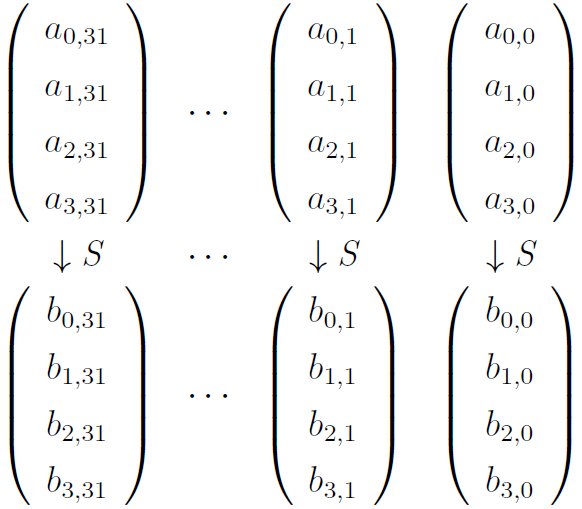 a_{0,31} a_{0,1} a_{0,0}
a_{1,31} ⋯ a_{1,1} a_{1,0}
a_{2,31} a_{2,1} a_{2,0}
a_{3,31} a_{3,1} a_{3,0}
↓ S ⋯ ↓ S ↓ S
b_{0,31} b_{0,1} b_{0,0}
b_{1,31} ⋯ b_{1,1} b_{1,0}
b_{2,31} b_{2,1} b_{2,0}
b_{3,31} b_{3,1} b_{3,0}